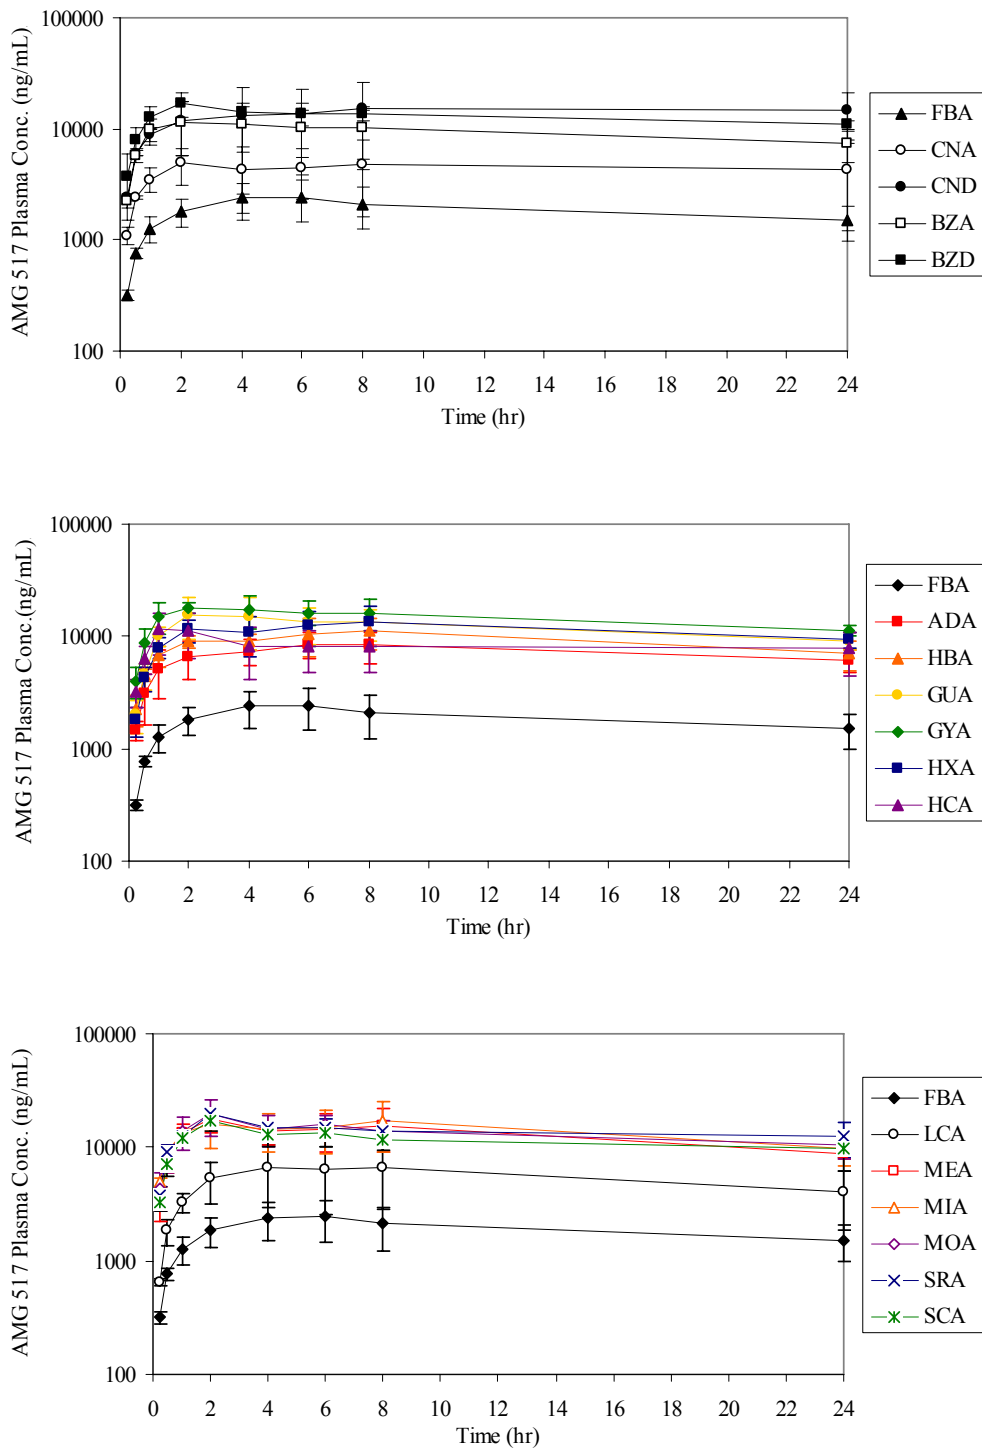 AMG 517 Plasma Conc. (ng/mL)
100000
10000
1000
100
0 2 4 6 8 10 12 14 16 18 20 22 24
Time (hr)
FBA
CNA
CND
BZA
BZD
AMG 517 Plasma Conc.(ng/mL)
100000
10000
1000
100
0 2 4 6 8 10 12 14 16 18 20 22 24
Time (hr)
FBA
ADA
HBA
GUA
GYA
HXA
HCA
AMG 517 Plasma Conc. (ng/mL)
100000
10000
1000
100
0 2 4 6 8 10 12 14 16 18 20 22 24
Time (hr)
FBA
LCA
MEA
MIA
MOA
SRA
SCA